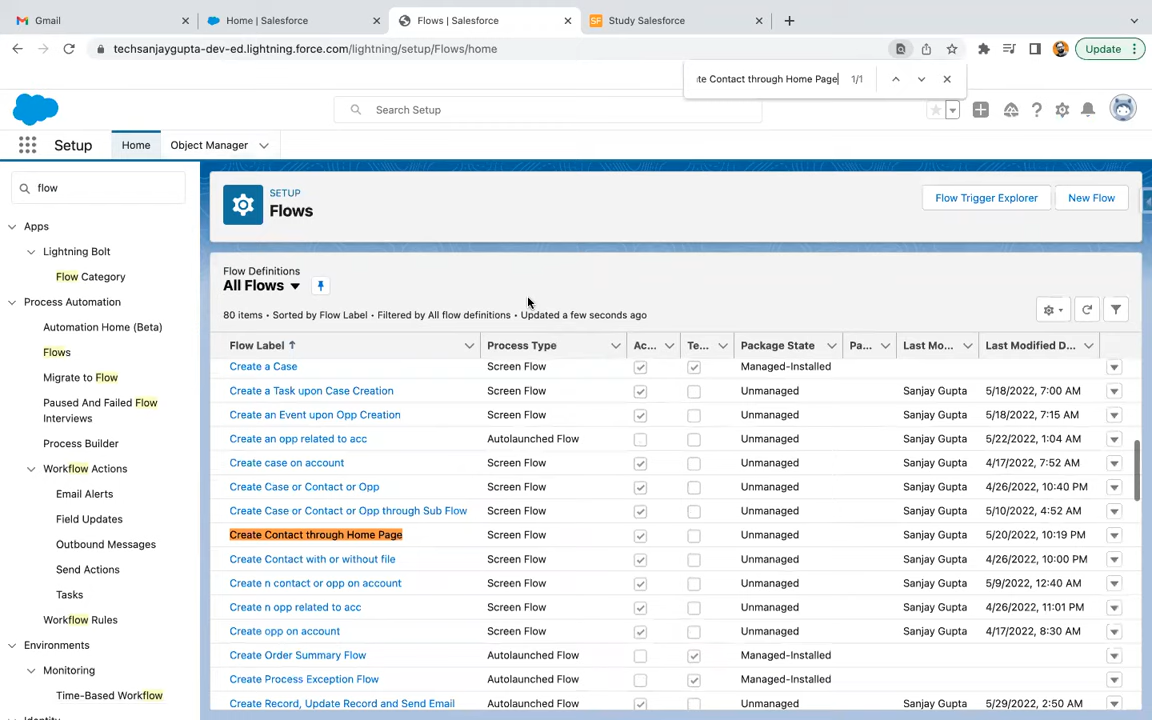 Gmail
Home | Salesforce
Flows | Salesforce
SF Study Salesforce
techsanjaygupta-dev-ed.lightning.force.com/lightning/setup/Flows/home
Update
te Contact through Home Page 1/1
Search Setup
Setup
Home
Object Manager
flow
Apps
Lightning Bolt
Flow Category
Process Automation
Automation Home (Beta)
Flows
Migrate to Flow
Paused And Failed Flow
Interviews
Process Builder
Workflow Actions
Email Alerts
Field Updates
Outbound Messages
Send Actions
Tasks
Workflow Rules
Environments
Monitoring
Time-Based Workflow
Identity
SETUP
Flows
Flow Trigger Explorer
New Flow
Flow Definitions
All Flows
80 items • Sorted by Flow Label • Filtered by All flow definitions • Updated a few seconds ago
Flow Label ↑ Process Type Ac... Te... Package State Pa... Last Mo... Last Modified D...
Create a Case Screen Flow Managed-Installed
Create a Task upon Case Creation Screen Flow Unmanaged Sanjay Gupta 5/18/2022, 7:00 AM
Create an Event upon Opp Creation Screen Flow Unmanaged Sanjay Gupta 5/18/2022, 7:15 AM
Create an opp related to acc Autolaunched Flow Unmanaged Sanjay Gupta 5/22/2022, 1:04 AM
Create case on account Screen Flow Unmanaged Sanjay Gupta 4/17/2022, 7:52 AM
Create Case or Contact or Opp Screen Flow Unmanaged Sanjay Gupta 4/26/2022, 10:40 PM
Create Case or Contact or Opp through Sub Flow Screen Flow Unmanaged Sanjay Gupta 5/10/2022, 4:52 AM
Create Contact through Home Page Screen Flow Unmanaged Sanjay Gupta 5/20/2022, 10:19 PM
Create Contact with or without file Screen Flow Unmanaged Sanjay Gupta 4/26/2022, 10:00 PM
Create n contact or opp on account Screen Flow Unmanaged Sanjay Gupta 5/9/2022, 12:40 AM
Create n opp related to acc Screen Flow Unmanaged Sanjay Gupta 4/26/2022, 11:01 PM
Create opp on account Screen Flow Unmanaged Sanjay Gupta 4/17/2022, 8:30 AM
Create Order Summary Flow Autolaunched Flow Managed-Installed
Create Process Exception Flow Autolaunched Flow Managed-Installed
Create Record, Update Record and Send Email Autolaunched Flow Unmanaged Sanjay Gupta 5/29/2022, 2:50 AM